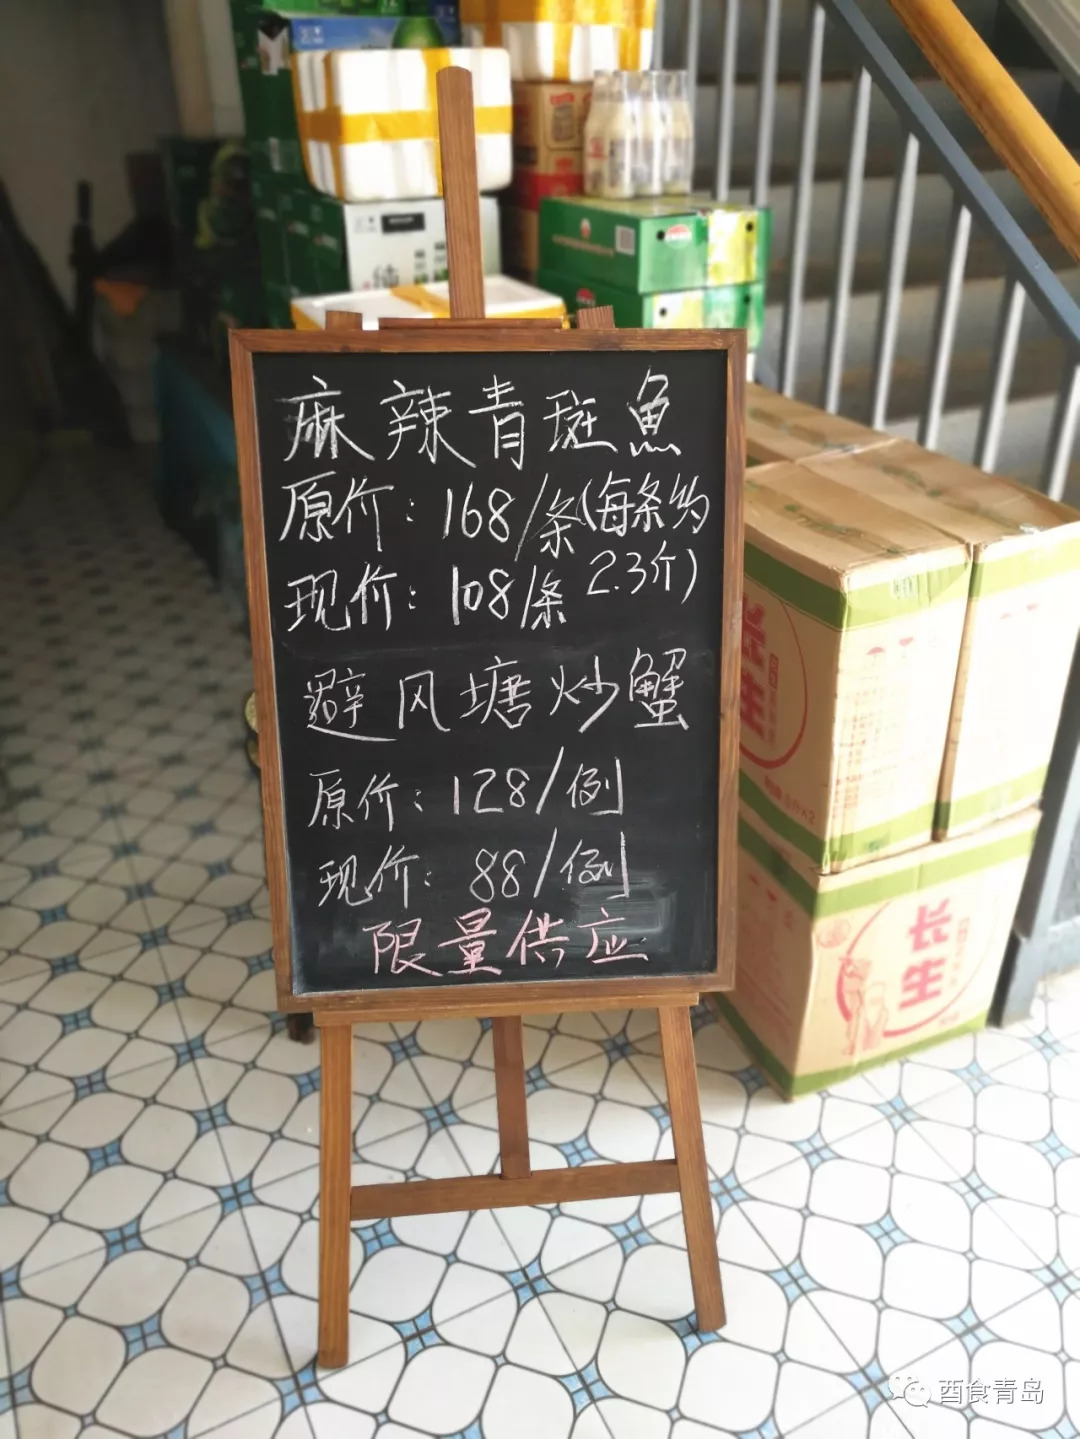 麻辣青斑魚
原价：168/条(每条约
2.3斤)
现价：108/条
避风塘炒蟹
原价：128/例
现价：88/例
限量供应
长生
长生
酉食青岛